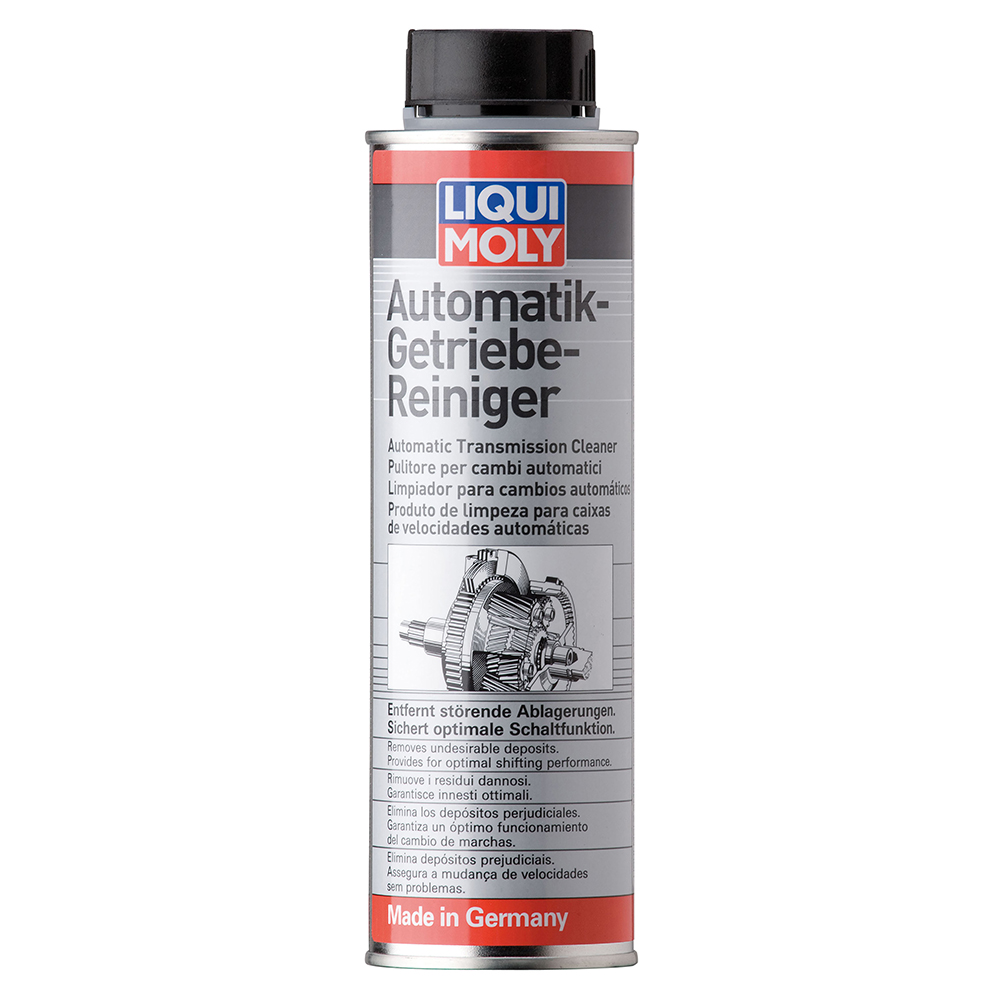 LIQUI
MOLY
Automatik-
Getriebe-
Reiniger
Automatic Transmission Cleaner
Pulitore per cambi automatici
Limpiador para cambios automáticos
Produto de limpeza para caixas
de velocidades automáticas
Entfernt störende Ablagerungen.
Sichert optimale Schaltfunktion.
Removes undesirable deposits.
Provides for optimal shifting performance.
Rimuove i residui dannosi.
Garantisce innesti ottimali.
Elimina los depósitos perjudiciales.
Garantiza un óptimo funcionamiento
del cambio de marchas.
Elimina depósitos prejudiciais.
Assegura a mudança de velocidades
sem problemas.
Made in Germany